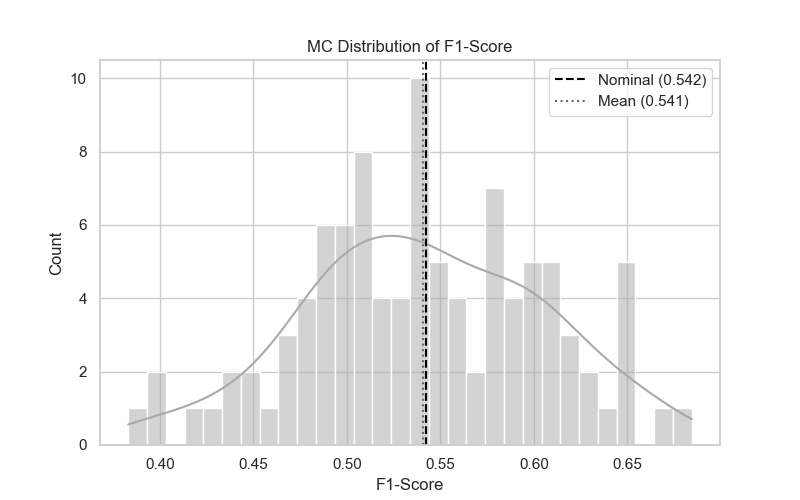 MC Distribution of F1-Score
10
8
6
4
2
0
Count
Nominal (0.542)
Mean (0.541)
0.40 0.45 0.50 0.55 0.60 0.65
F1-Score